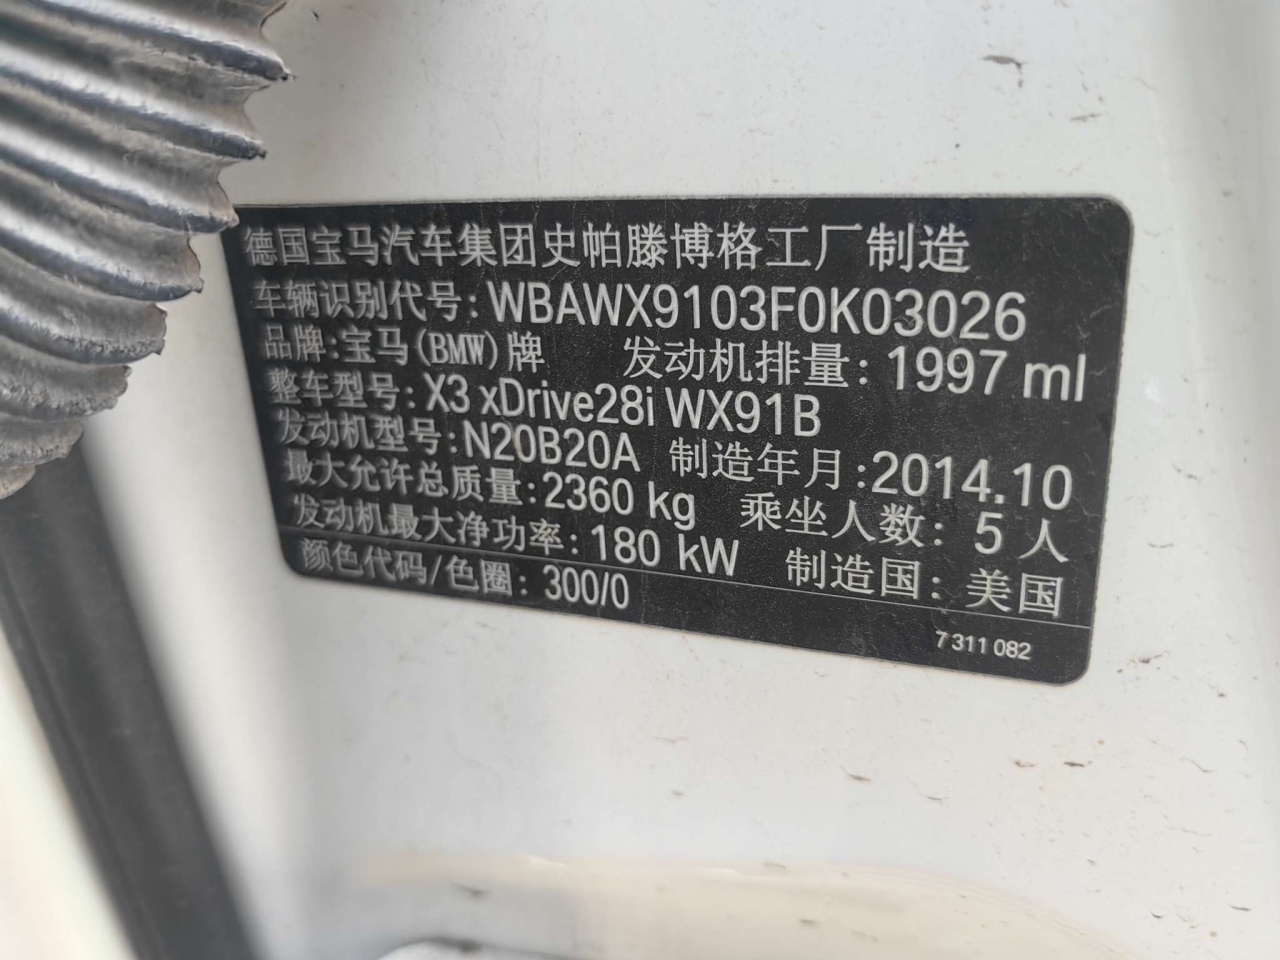 德国宝马汽车集团史帕滕博格工厂制造
车辆识别代号: WBAWX9103F0K03026
品牌: 宝马(BMW)牌 发动机排量: 1997 ml
整车型号: X3 xDrive28i WX91B
发动机型号: N20B20A 制造年月: 2014.10
最大允许总质量: 2360 kg 乘坐人数: 5 人
发动机最大净功率: 180 kW 制造国: 美国
颜色代码/色圈: 300/0
7 311 082